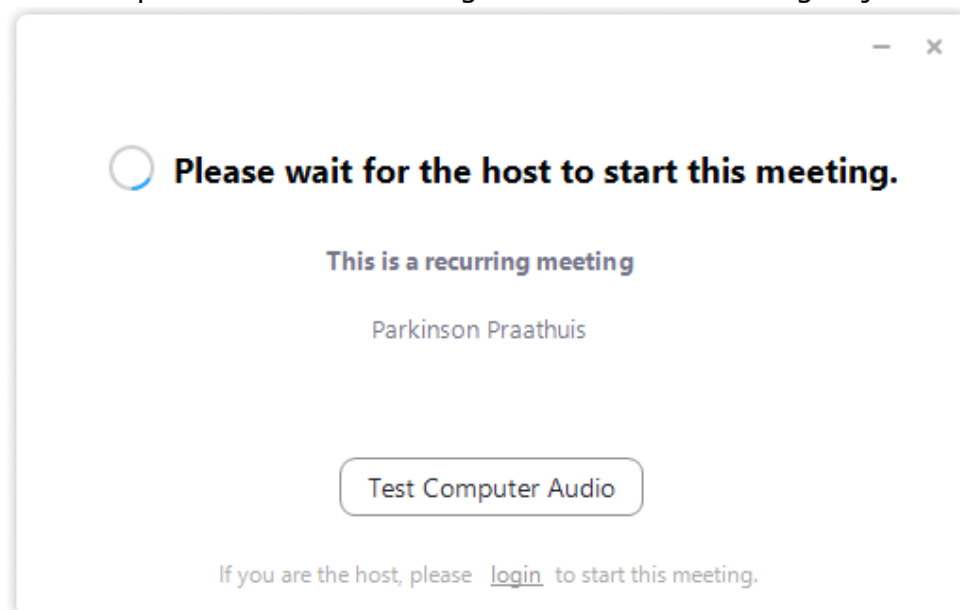 Please wait for the host to start this meeting.
This is a recurring meeting
Parkinson Praathuis
Test Computer Audio
If you are the host, please login to start this meeting.